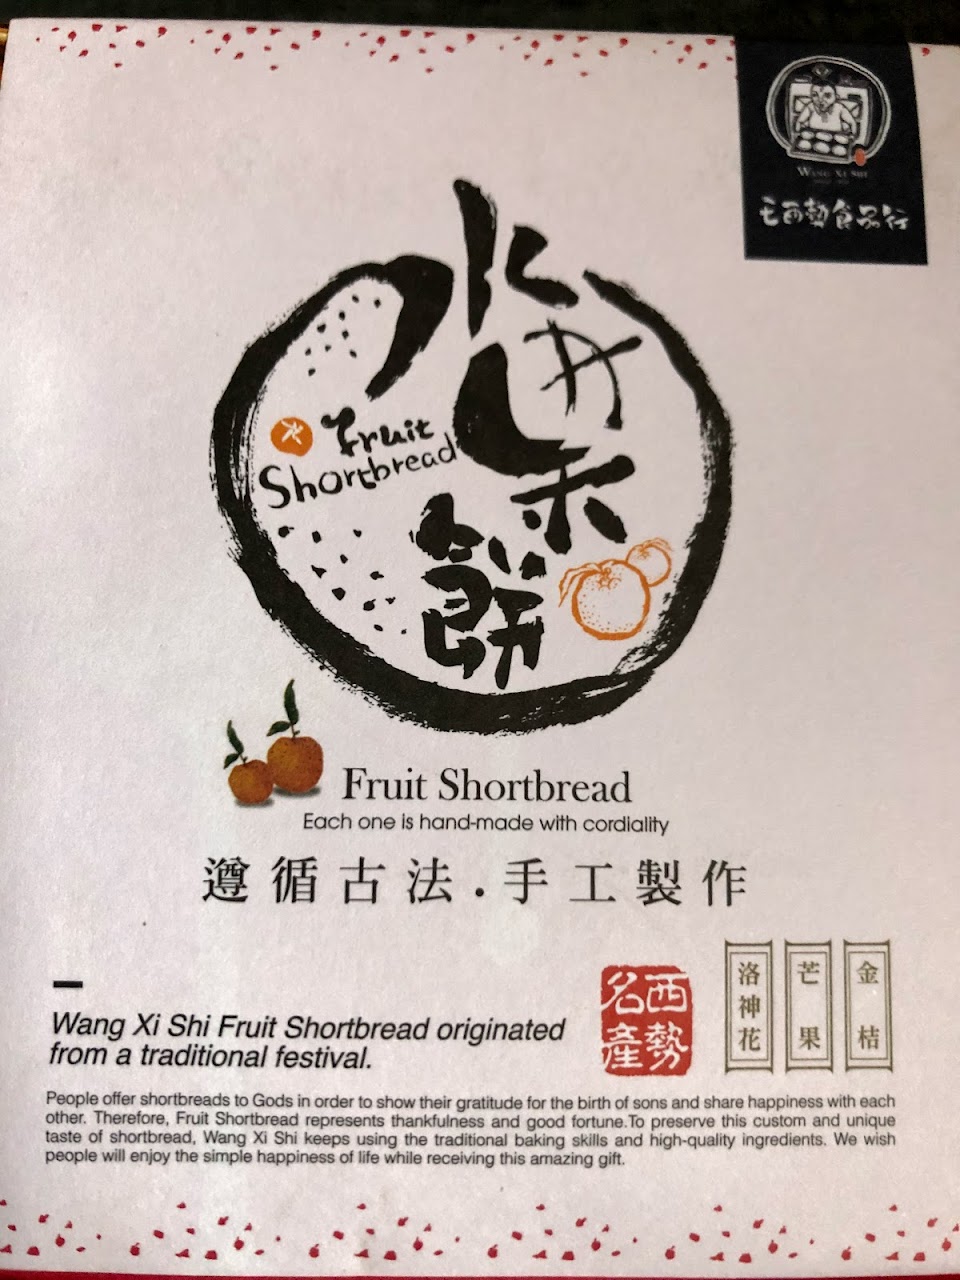 WANG XI SHI
王西勢食品行
水果餅
Fruit
Shortbread
Fruit Shortbread
Each one is hand-made with cordiality
遵循古法.手工製作
西勢
名產
金桔
芒果
洛神花
Wang Xi Shi Fruit Shortbread originated
from a traditional festival.
People offer shortbreads to Gods in order to show their gratitude for the birth of sons and share happiness with each
other. Therefore, Fruit Shortbread represents thankfulness and good fortune.To preserve this custom and unique
taste of shortbread, Wang Xi Shi keeps using the traditional baking skills and high-quality ingredients. We wish
people will enjoy the simple happiness of life while receiving this amazing gift.